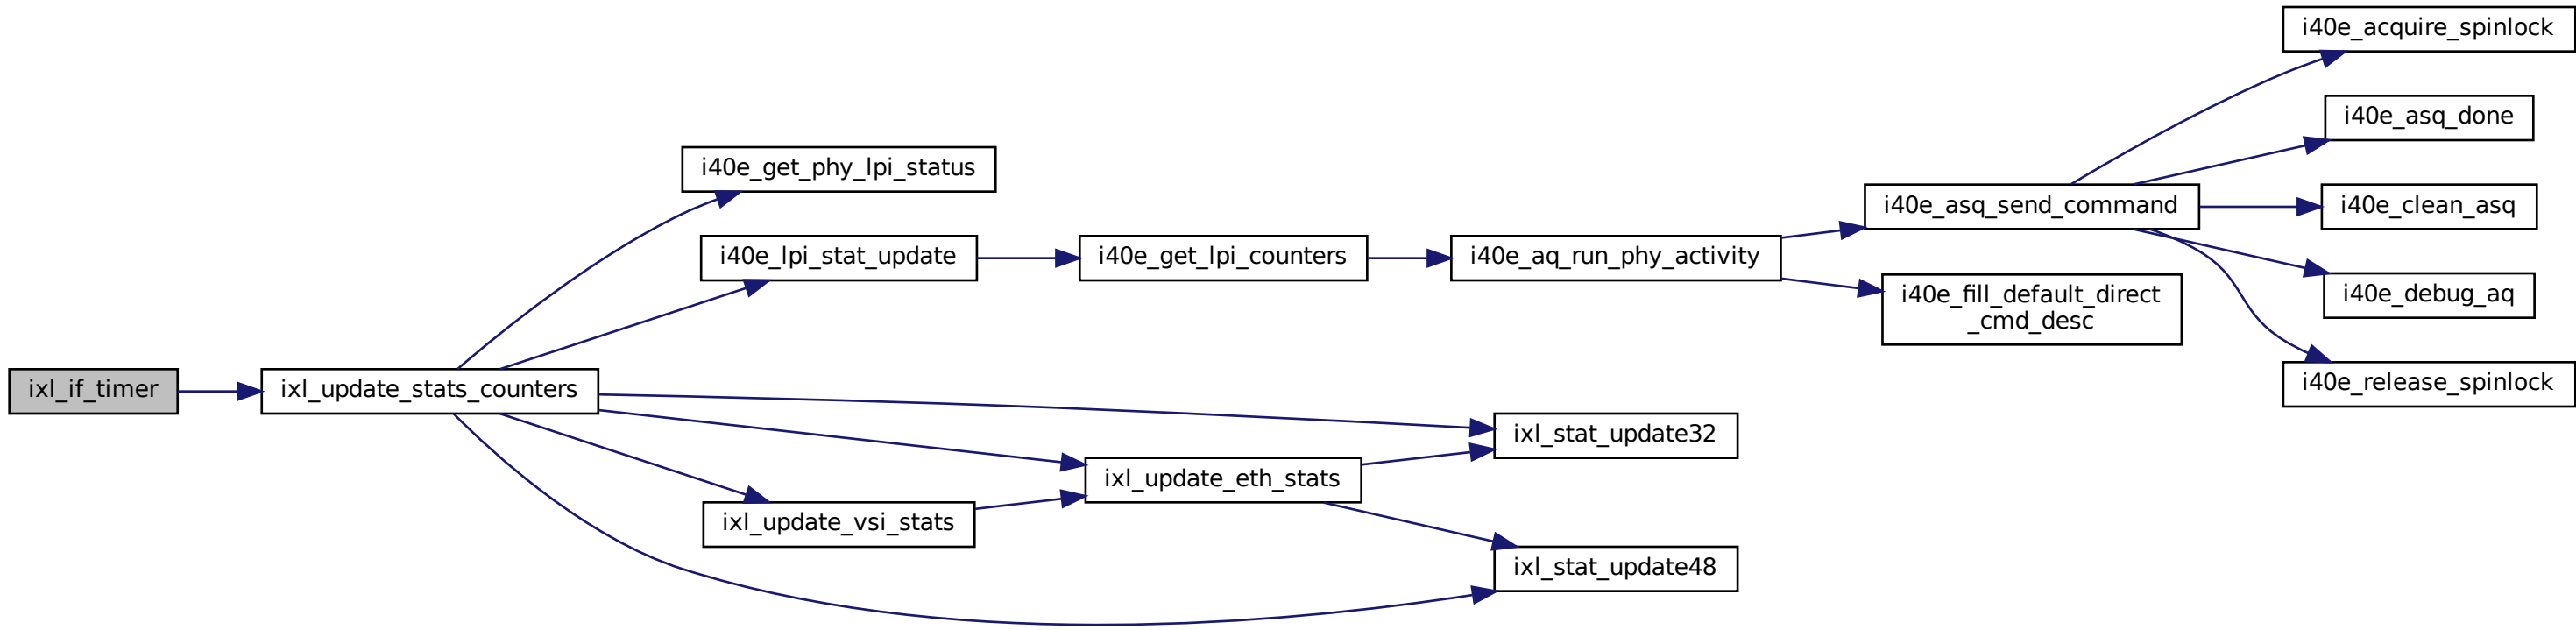 ixl_if_timer
ixl_update_stats_counters
i40e_get_phy_lpi_status
i40e_lpi_stat_update
i40e_get_lpi_counters
i40e_aq_run_phy_activity
i40e_asq_send_command
i40e_acquire_spinlock
i40e_asq_done
i40e_clean_asq
i40e_debug_aq
i40e_release_spinlock
i40e_fill_default_direct
_cmd_desc
ixl_stat_update32
ixl_update_eth_stats
ixl_update_vsi_stats
ixl_stat_update48